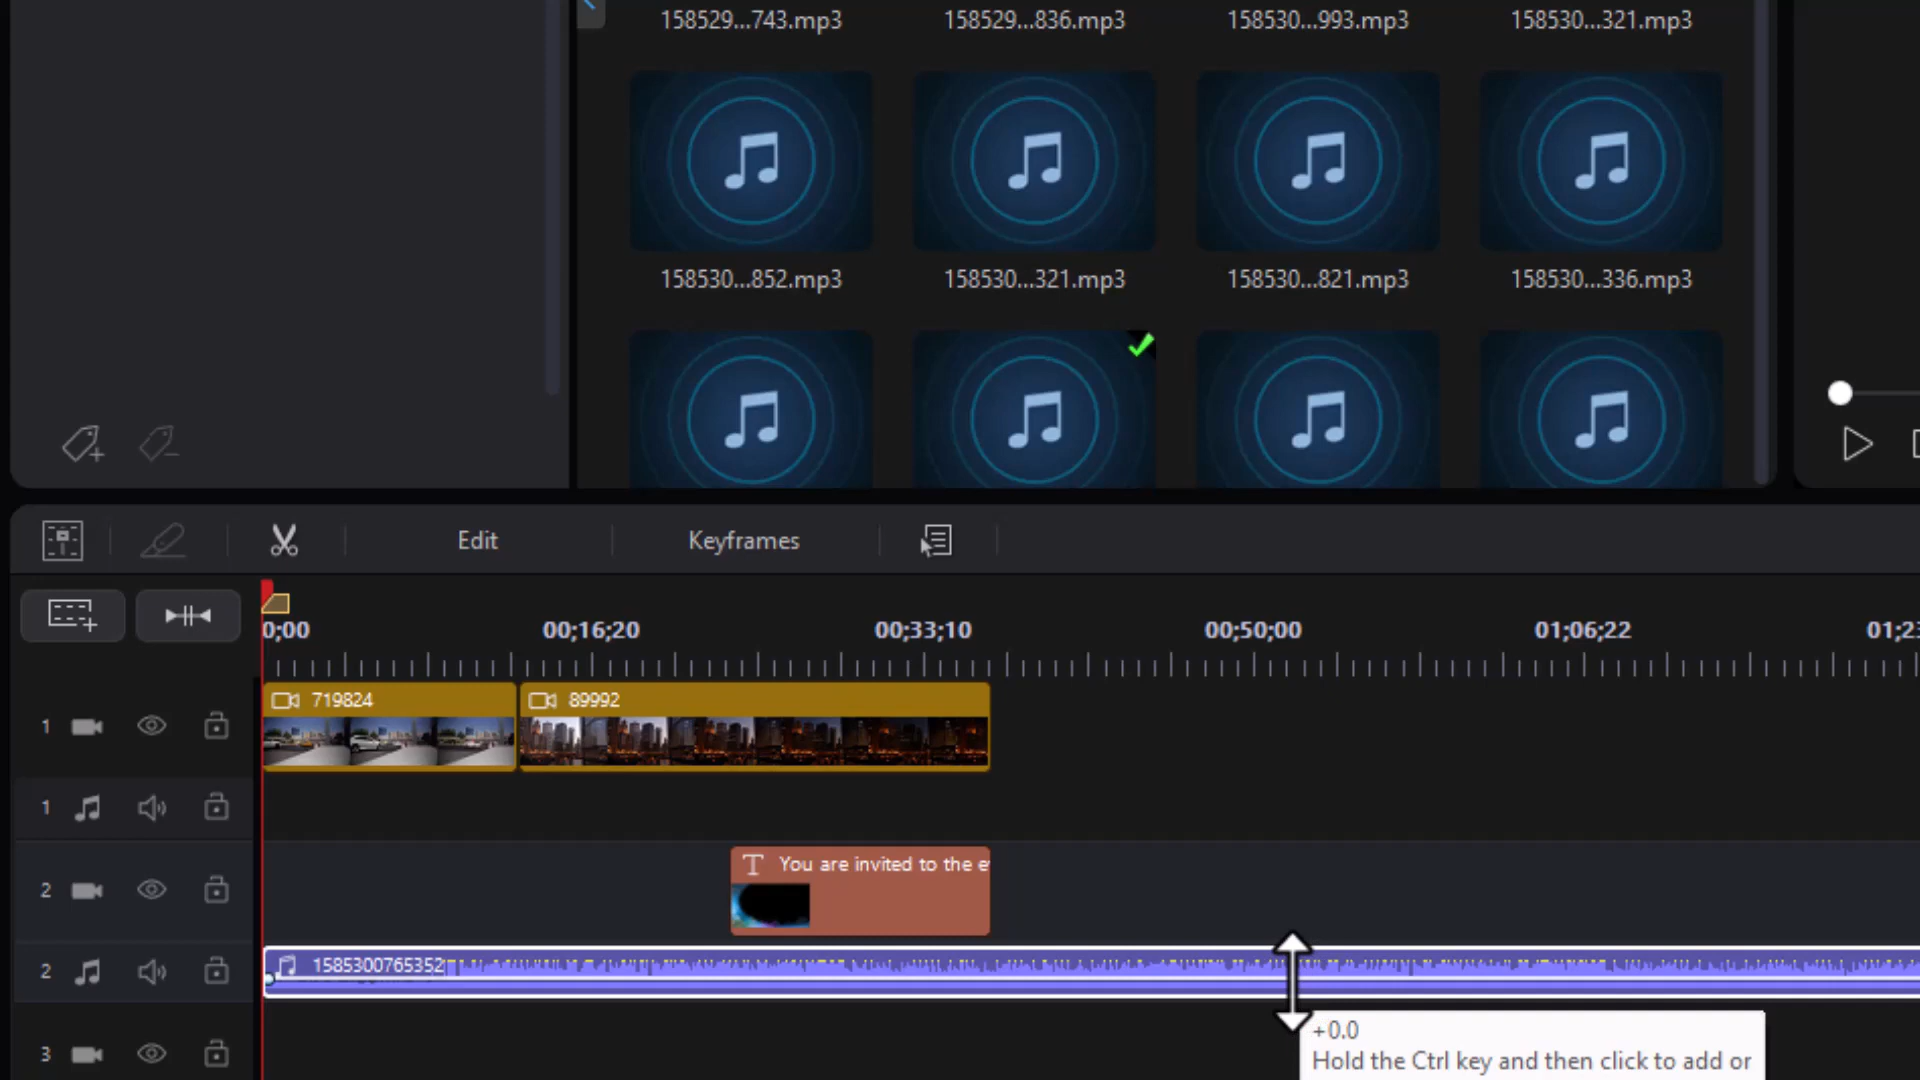 158529...743.mp3 158529...836.mp3 158530...993.mp3 158530...321.mp3
158530...852.mp3 158530...321.mp3 158530...821.mp3 158530...336.mp3
Edit Keyframes
0;00 00;16;20 00;33;10 00;50;00 01;06;22 01;23
719824 89992
1
1
T You are invited to the e
2
2 1585300765352
3
+0.0
Hold the Ctrl key and then click to add or